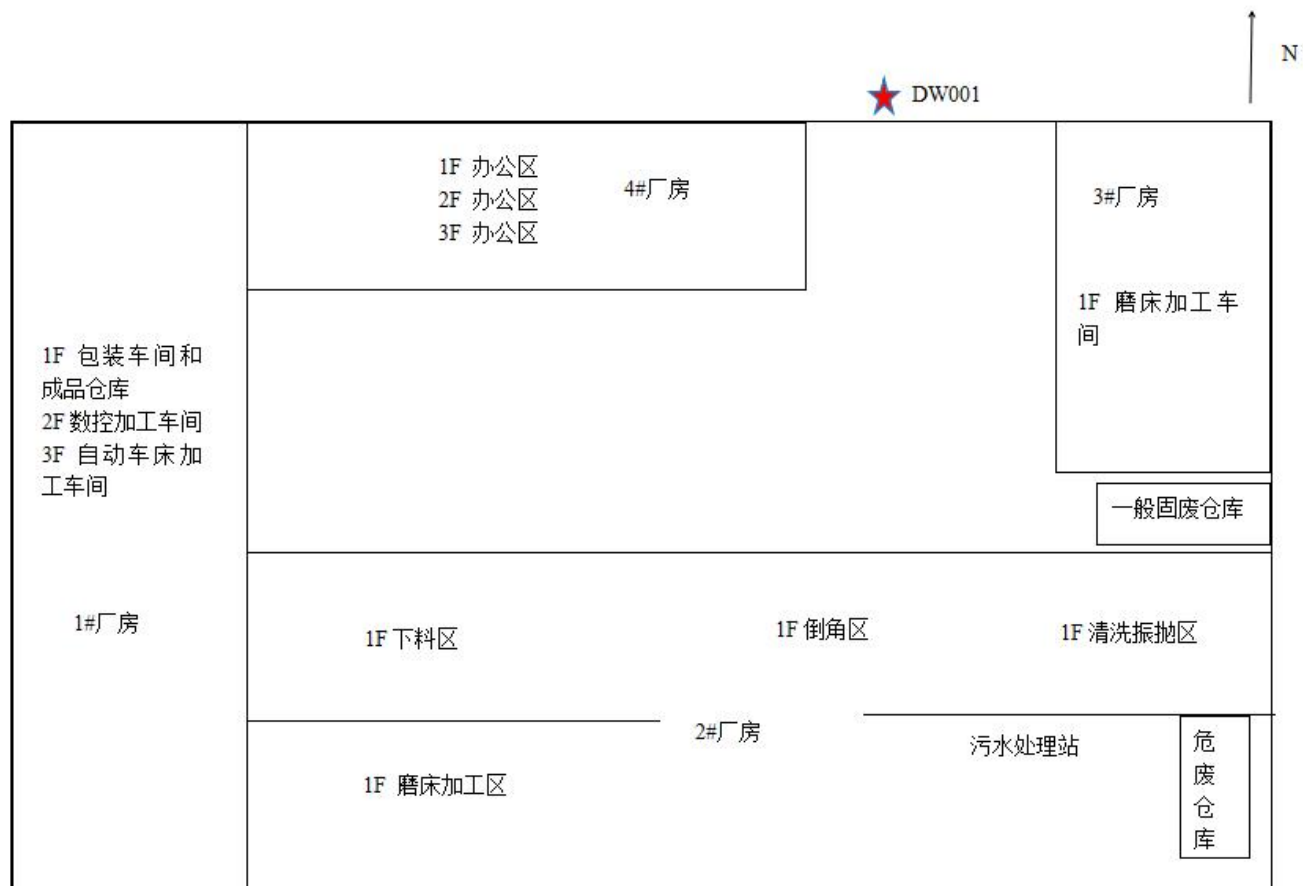 N
DW001
1F 办公区
2F 办公区
3F 办公区
4#厂房
3#厂房
1F 磨床加工车
间
1F 包装车间和
成品仓库
2F 数控加工车间
3F 自动车床加
工车间
一般固废仓库
1#厂房
1F 下料区
1F 倒角区
1F 清洗振抛区
2#厂房
污水处理站
危
废
仓
库
1F 磨床加工区